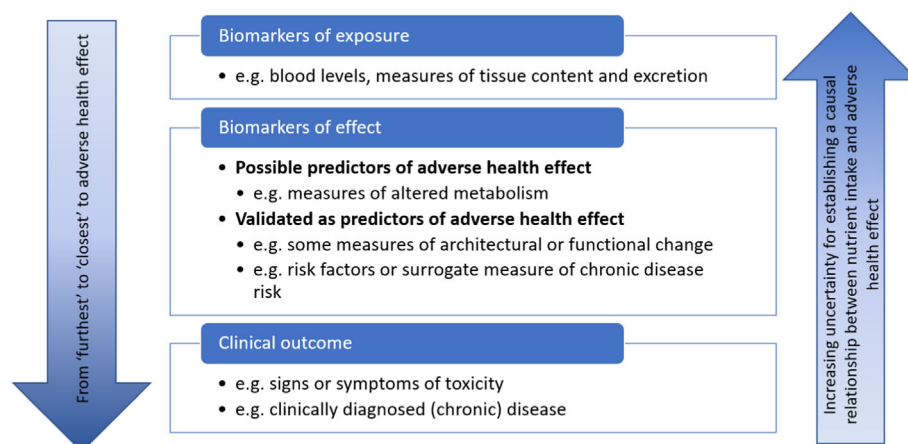 From 'furthest' to 'closest' to adverse health effect
Biomarkers of exposure
• e.g. blood levels, measures of tissue content and excretion
Biomarkers of effect
• Possible predictors of adverse health effect
• e.g. measures of altered metabolism
• Validated as predictors of adverse health effect
• e.g. some measures of architectural or functional change
• e.g. risk factors or surrogate measure of chronic disease
risk
Clinical outcome
• e.g. signs or symptoms of toxicity
• e.g. clinically diagnosed (chronic) disease
Increasing uncertainty for establishing a causal
relationship between nutrient intake and adverse
health effect